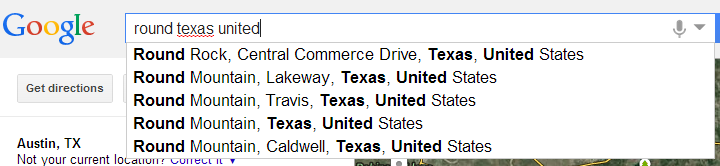 Google
round texas united
Round Rock, Central Commerce Drive, Texas, United States
Round Mountain, Lakeway, Texas, United States
Get directions
Round Mountain, Travis, Texas, United States
Round Mountain, Texas, United States
Austin, TX
Round Mountain, Caldwell, Texas, United States
Not your current location? Correct it ▼